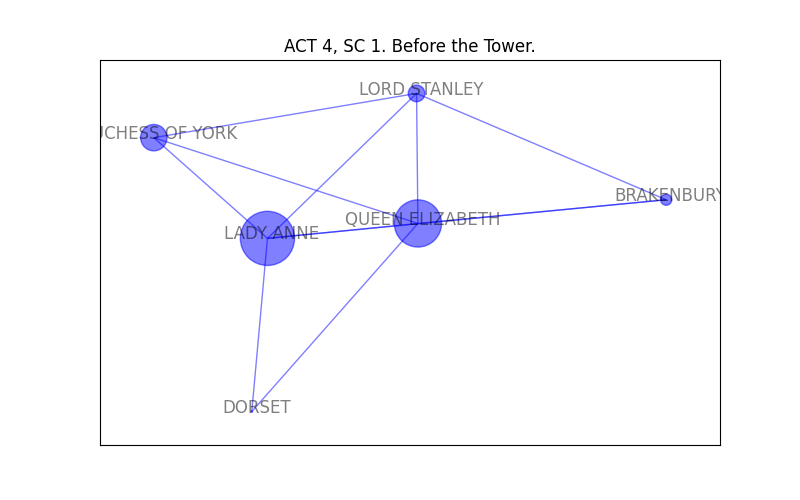 ACT 4, SC 1. Before the Tower.
LORD STANLEY
UCHESS OF YORK
BRAKENBURY
QUEEN ELIZABETH
LADY ANNE
DORSET